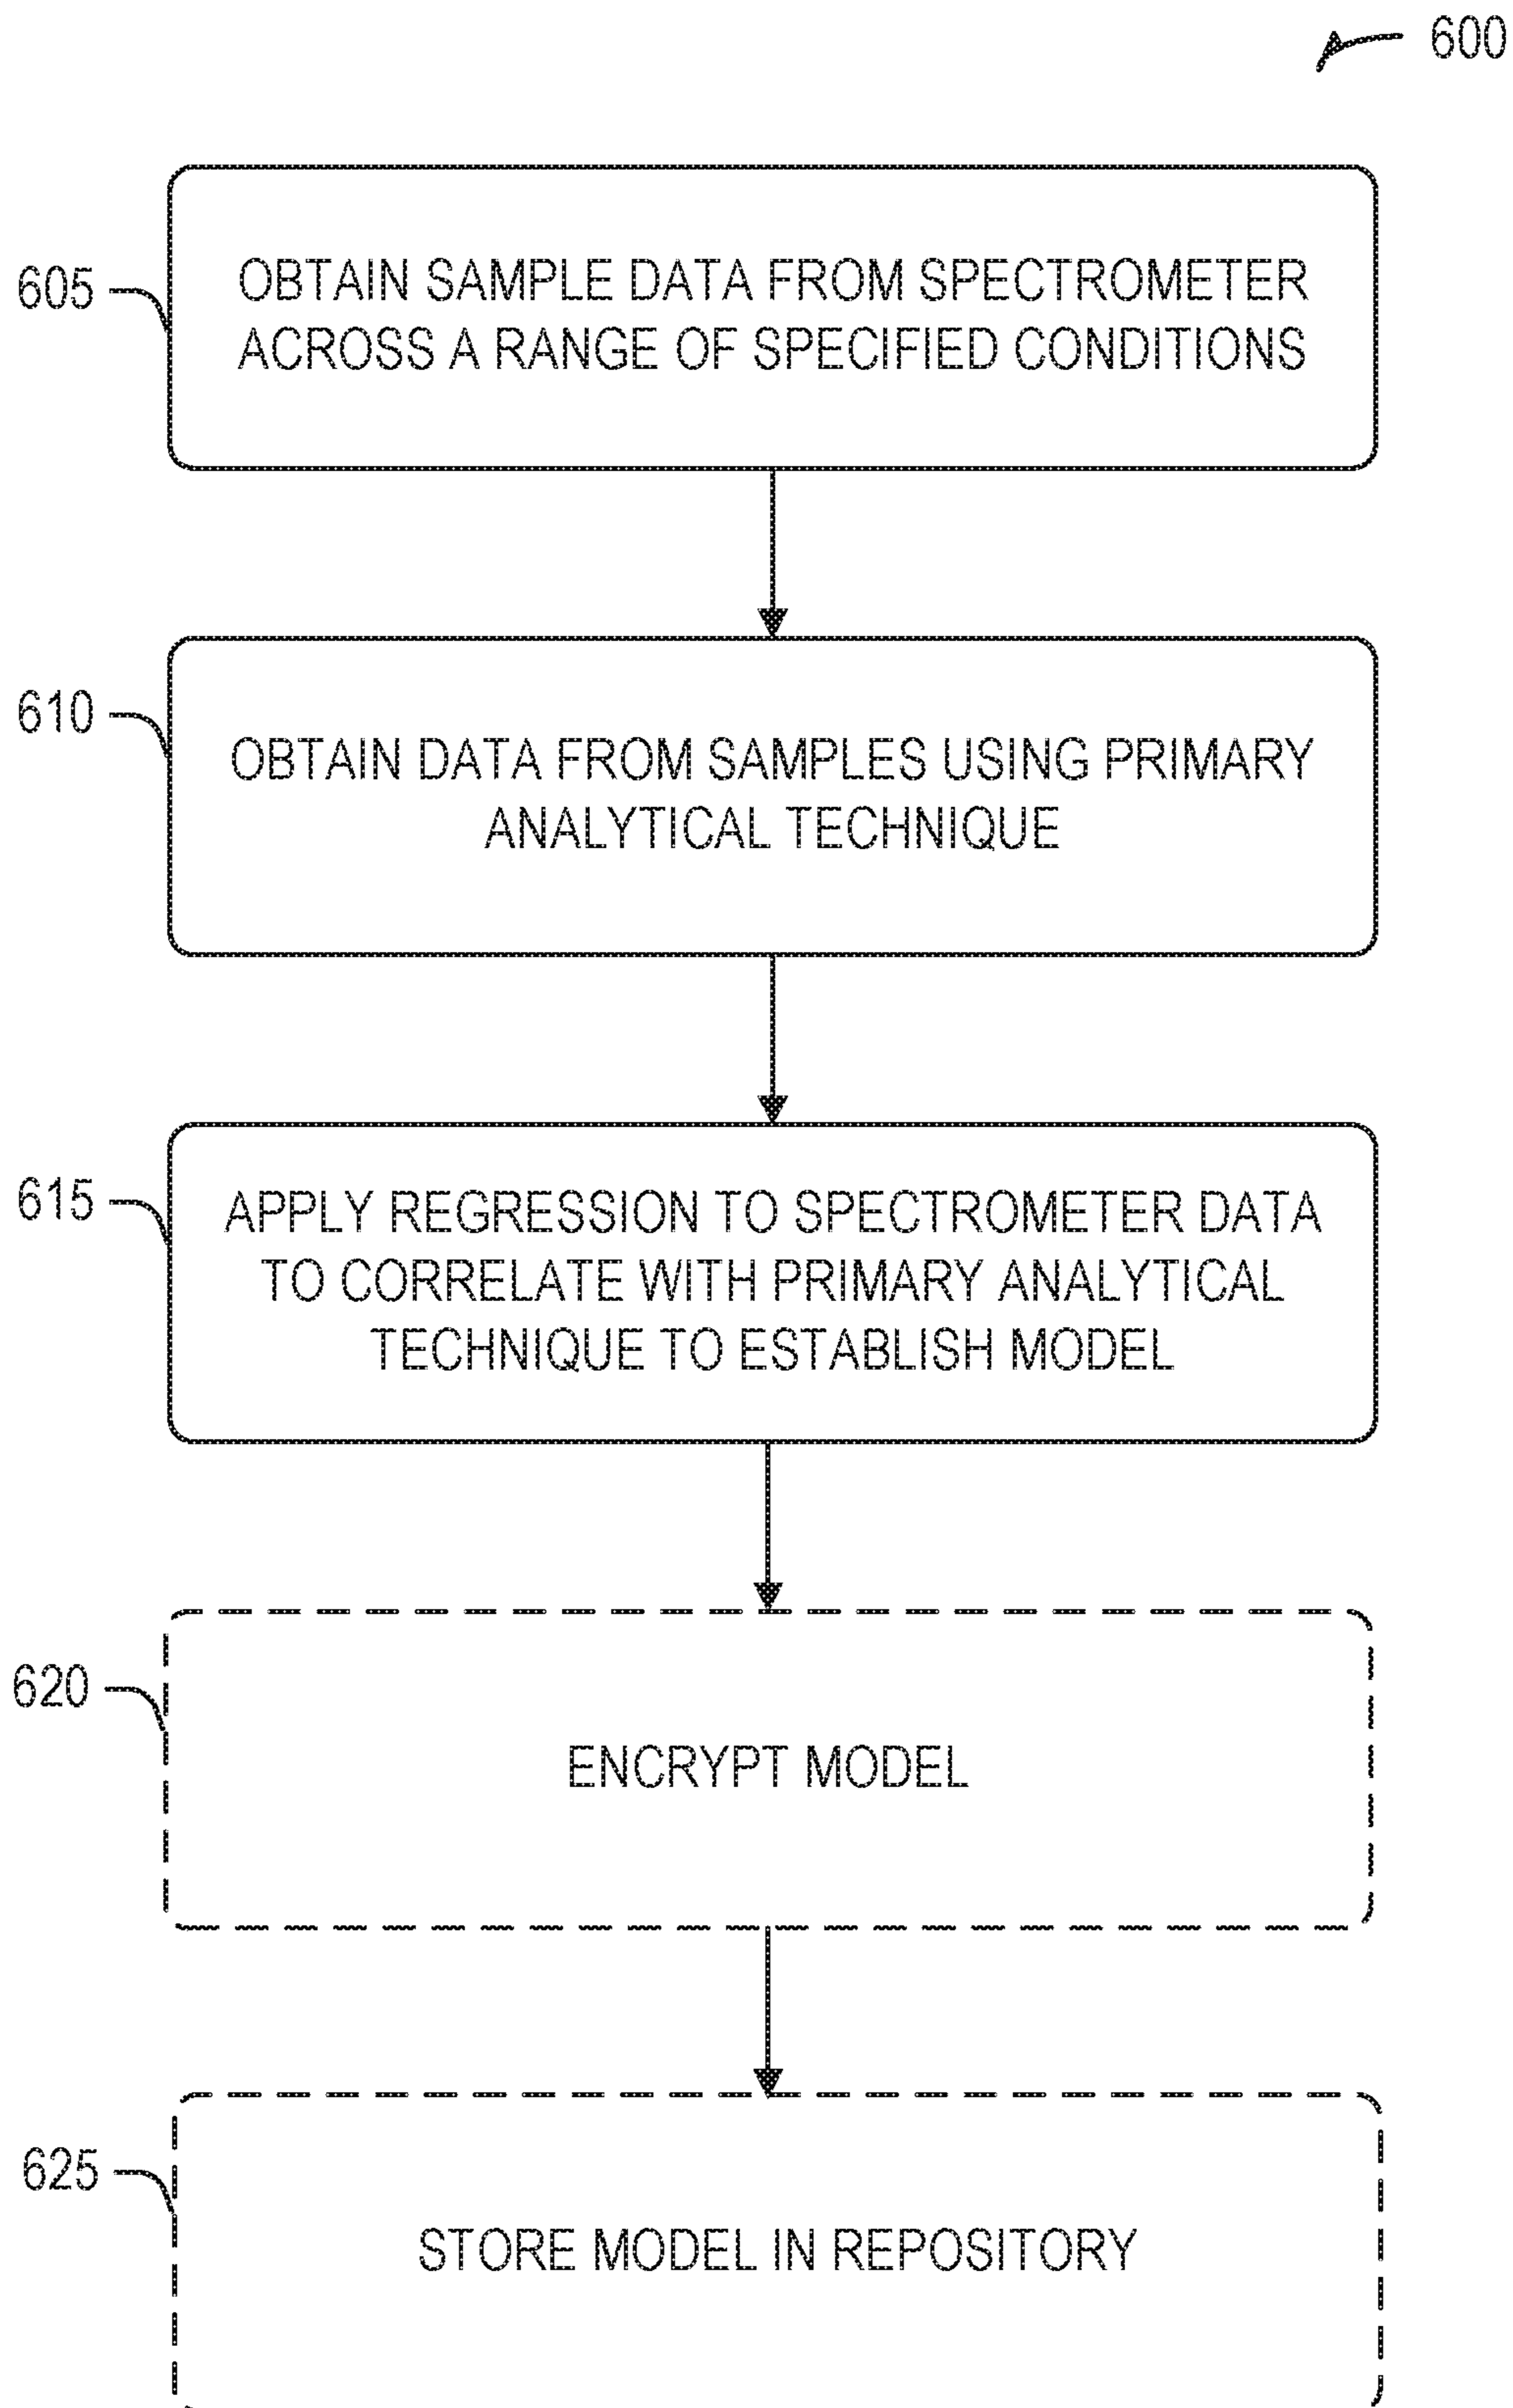 600
605
OBTAIN SAMPLE DATA FROM SPECTROMETER
ACROSS A RANGE OF SPECIFIED CONDITIONS
610
OBTAIN DATA FROM SAMPLES USING PRIMARY
ANALYTICAL TECHNIQUE
615
APPLY REGRESSION TO SPECTROMETER DATA
TO CORRELATE WITH PRIMARY ANALYTICAL
TECHNIQUE TO ESTABLISH MODEL
620
ENCRYPT MODEL
625
STORE MODEL IN REPOSITORY